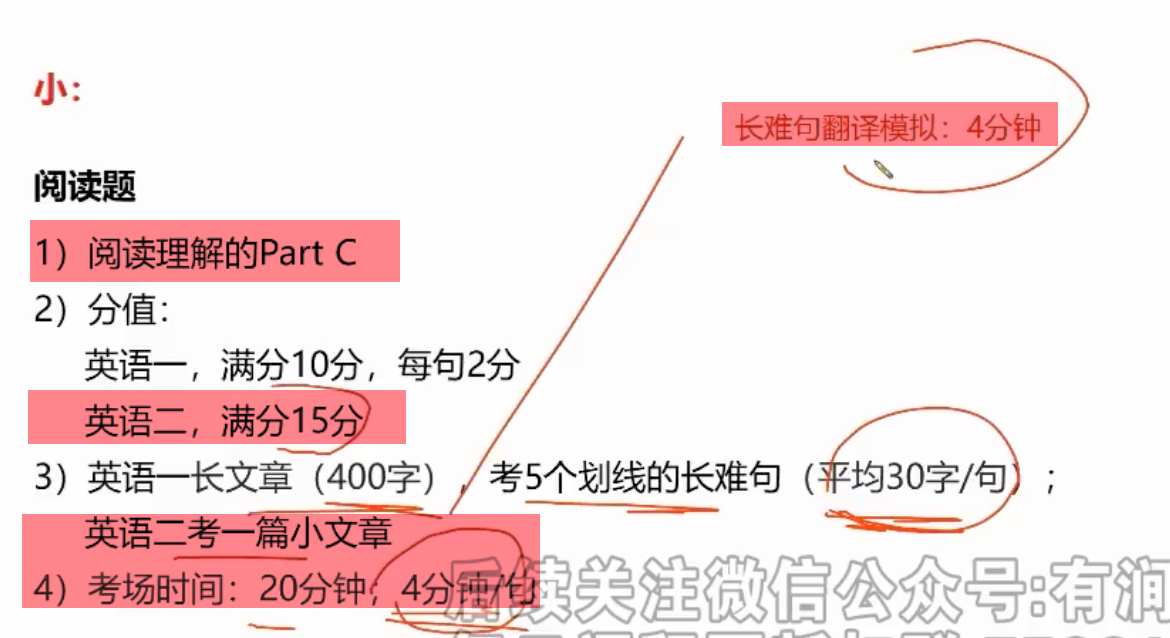 小：
长难句翻译模拟：4分钟
阅读题
1）阅读理解的Part C
2）分值：
英语一，满分10分，每句2分
英语二，满分15分
3）英语一长文章（400字），考5个划线的长难句（平均30字/句）；
英语二考一篇小文章
4）考场时间：20分钟；4分钟/句
后续关注微信公众号:有润